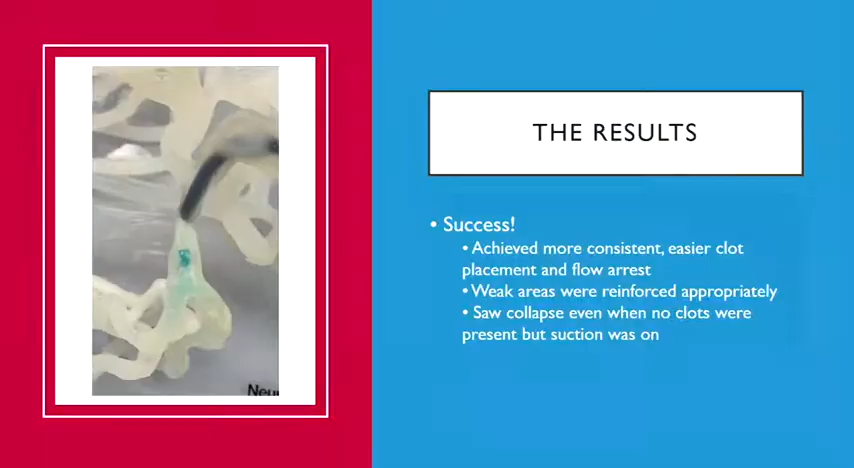 THE RESULTS
• Success!
• Achieved more consistent, easier clot
placement and flow arrest
• Weak areas were reinforced appropriately
• Saw collapse even when no clots were
present but suction was on